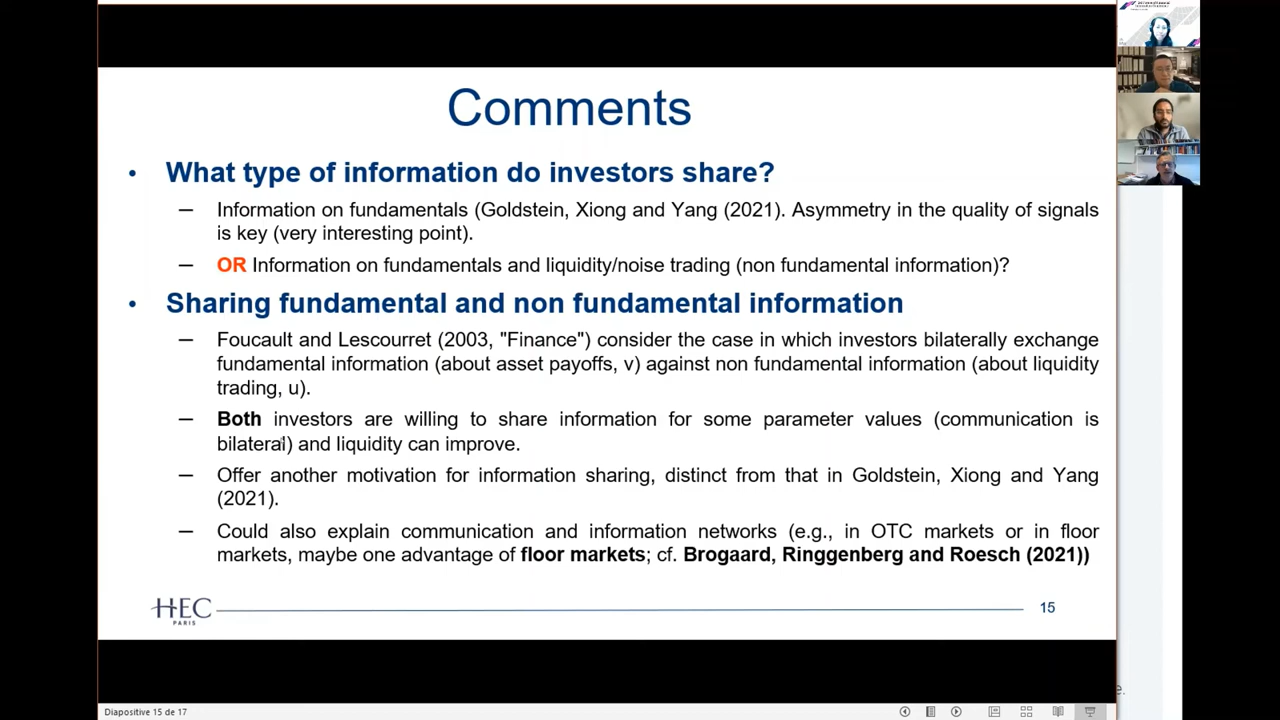 Comments
• What type of information do investors share?
— Information on fundamentals (Goldstein, Xiong and Yang (2021). Asymmetry in the quality of signals
is key (very interesting point).
— OR Information on fundamentals and liquidity/noise trading (non fundamental information)?
• Sharing fundamental and non fundamental information
— Foucault and Lescourret (2003, "Finance") consider the case in which investors bilaterally exchange
fundamental information (about asset payoffs, v) against non fundamental information (about liquidity
trading, u).
— Both investors are willing to share information for some parameter values (communication is
bilateral) and liquidity can improve.
— Offer another motivation for information sharing, distinct from that in Goldstein, Xiong and Yang
(2021).
— Could also explain communication and information networks (e.g., in OTC markets or in floor
markets, maybe one advantage of floor markets; cf. Brogaard, Ringgenberg and Roesch (2021))
HEC
PARIS
15
Diapositive 15 de 17